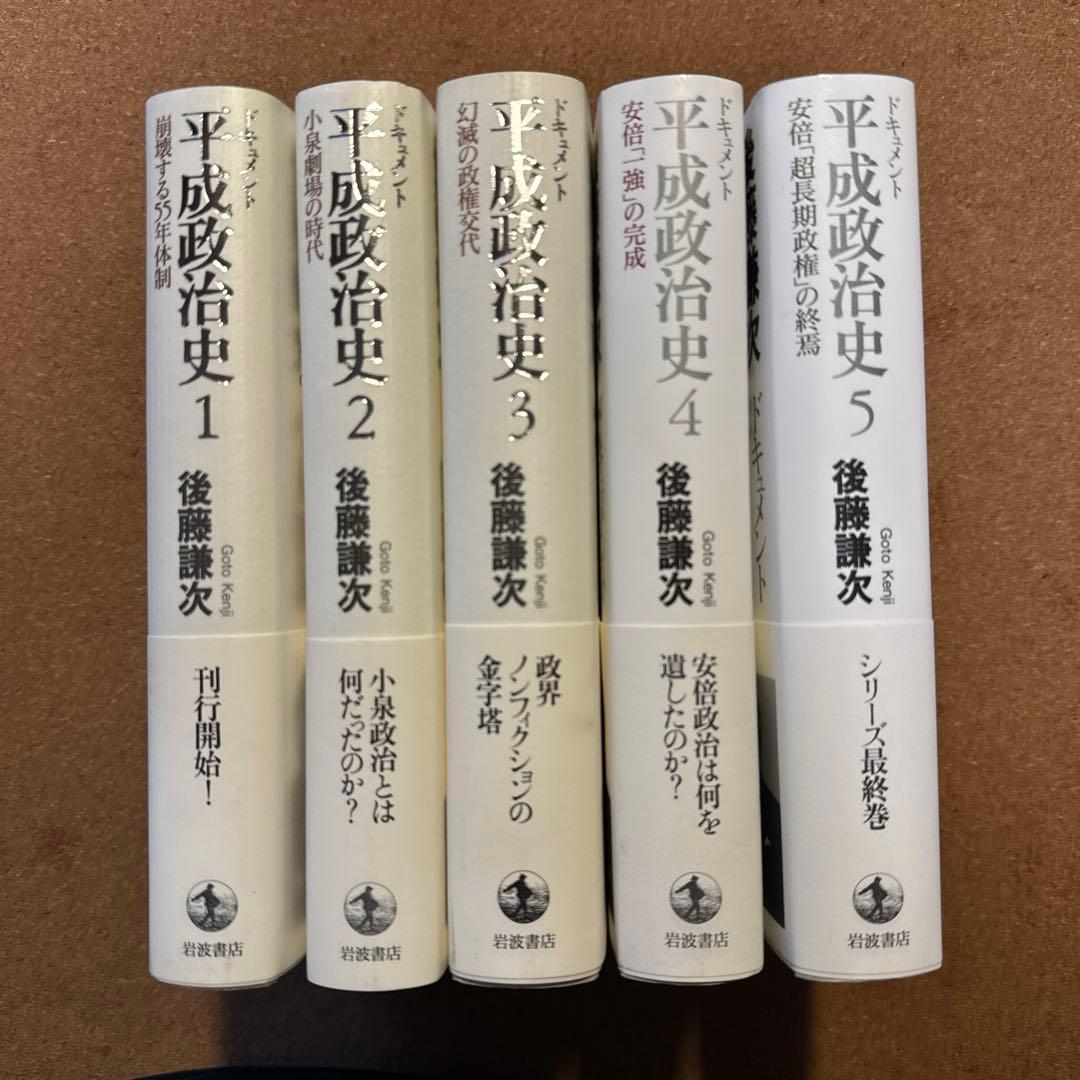 ドキュメント
平成政治史 1
崩壊する55年体制
後藤謙次
Goto Kenji
刊行開始！
岩波書店
ドキュメント
平成政治史 2
小泉劇場の時代
後藤謙次
Goto Kenji
小泉政治とは
何だったのか？
岩波書店
ドキュメント
平成政治史 3
幻滅の政権交代
後藤謙次
Goto Kenji
政界
ノンフィクションの
金字塔
岩波書店
ドキュメント
平成政治史 4
安倍「一強」の完成
後藤謙次
Goto Kenji
安倍政治は何を
遺したのか？
岩波書店
ドキュメント
平成政治史 5
安倍「超長期政権」の終焉
後藤謙次
Goto Kenji
シリーズ最終巻
岩波書店
ドキュメント